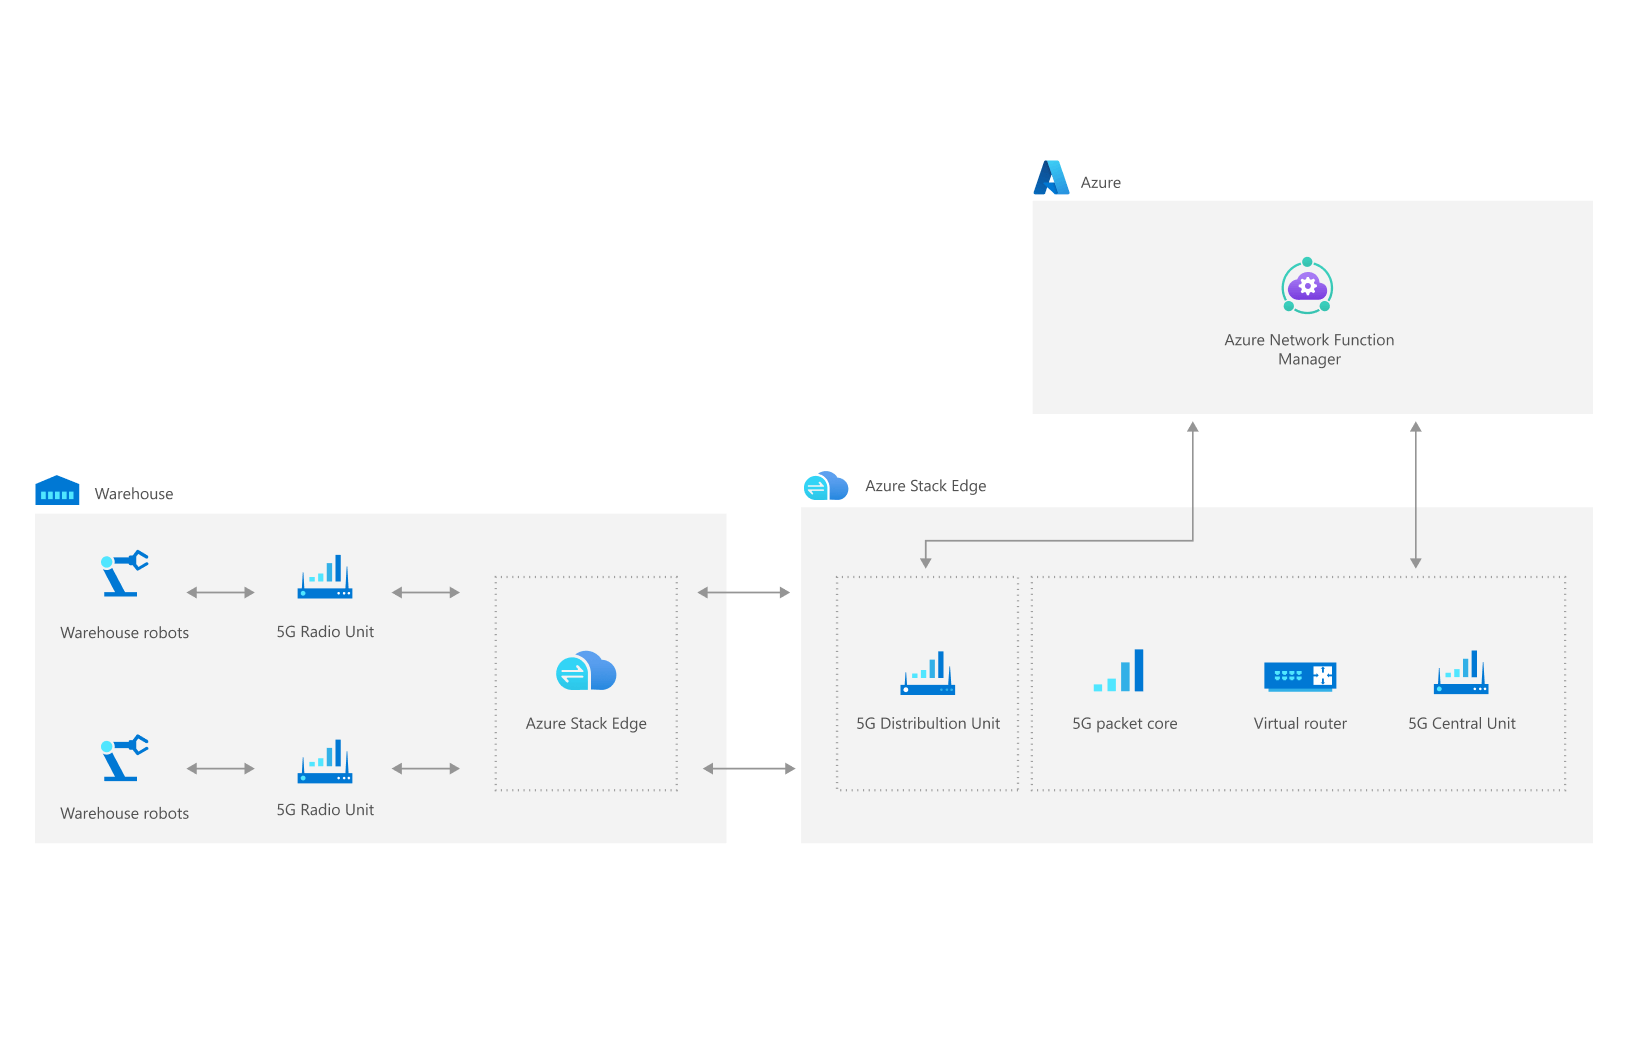 Azure
Azure Network Function
Manager
Warehouse
Azure Stack Edge
Warehouse robots
5G Radio Unit
Azure Stack Edge
5G Distribultion Unit
5G packet core
Virtual router
5G Central Unit
Warehouse robots
5G Radio Unit